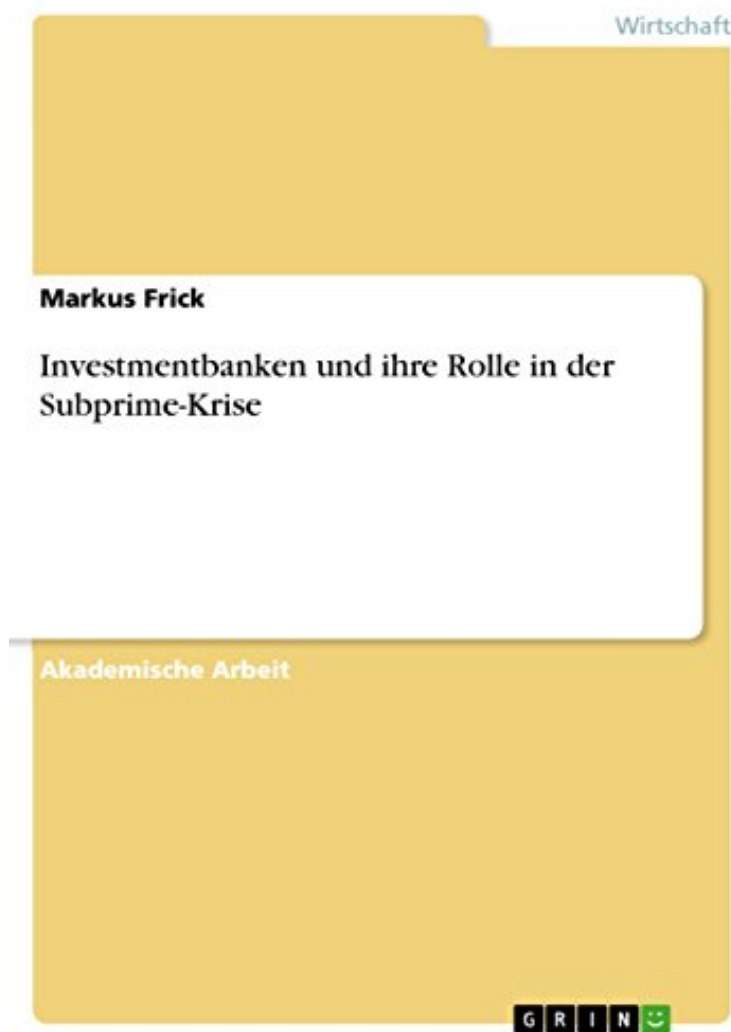 Wirtschaft
Markus Frick
Investmentbanken und ihre Rolle in der
Subprime-Krise
Akademische Arbeit
GRIN